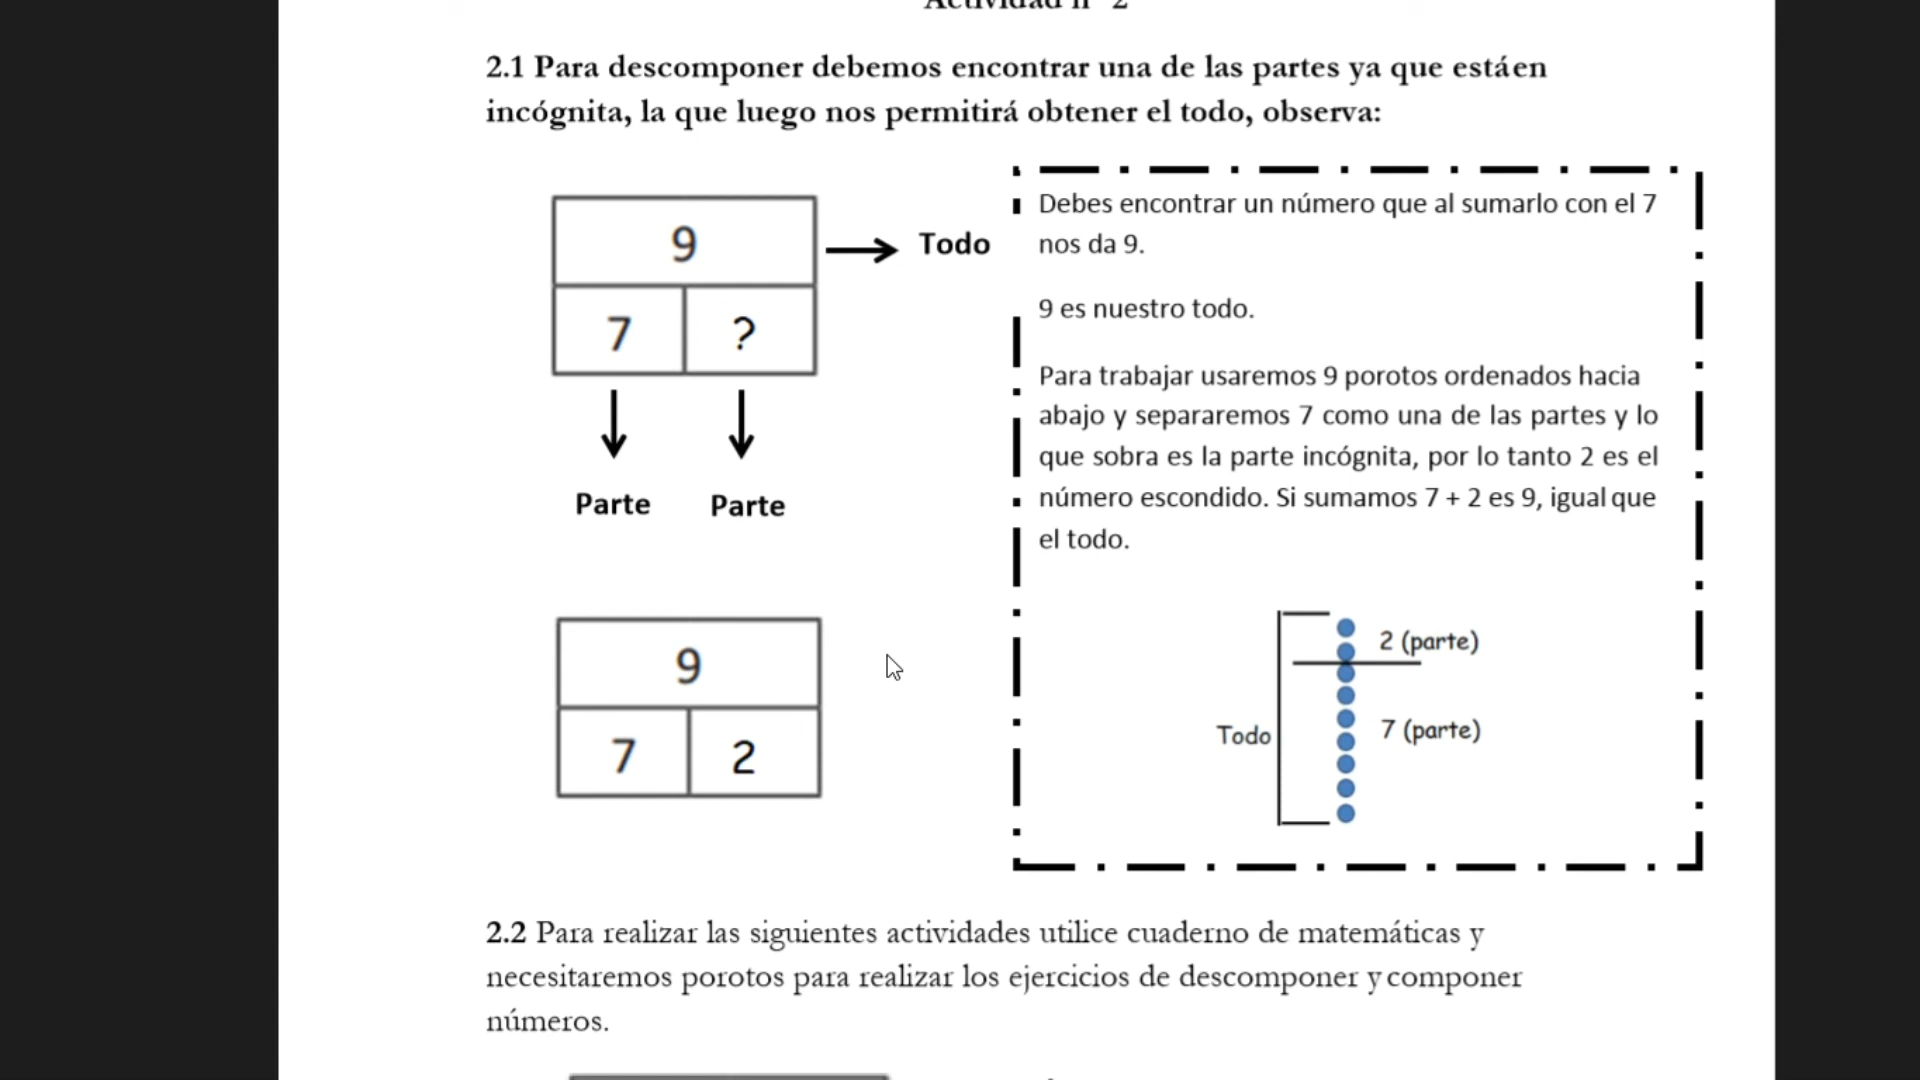 Actividad n° 2
2.1 Para descomponer debemos encontrar una de las partes ya que está en
incógnita, la que luego nos permitirá obtener el todo, observa:
9
Todo
7 ?
Parte Parte
9
7 2
Debes encontrar un número que al sumarlo con el 7
nos da 9.
9 es nuestro todo.
Para trabajar usaremos 9 porotos ordenados hacia
abajo y separaremos 7 como una de las partes y lo
que sobra es la parte incógnita, por lo tanto 2 es el
número escondido. Si sumamos 7 + 2 es 9, igual que
el todo.
2 (parte)
Todo
7 (parte)
2.2 Para realizar las siguientes actividades utilice cuaderno de matemáticas y
necesitaremos porotos para realizar los ejercicios de descomponer y componer
números.